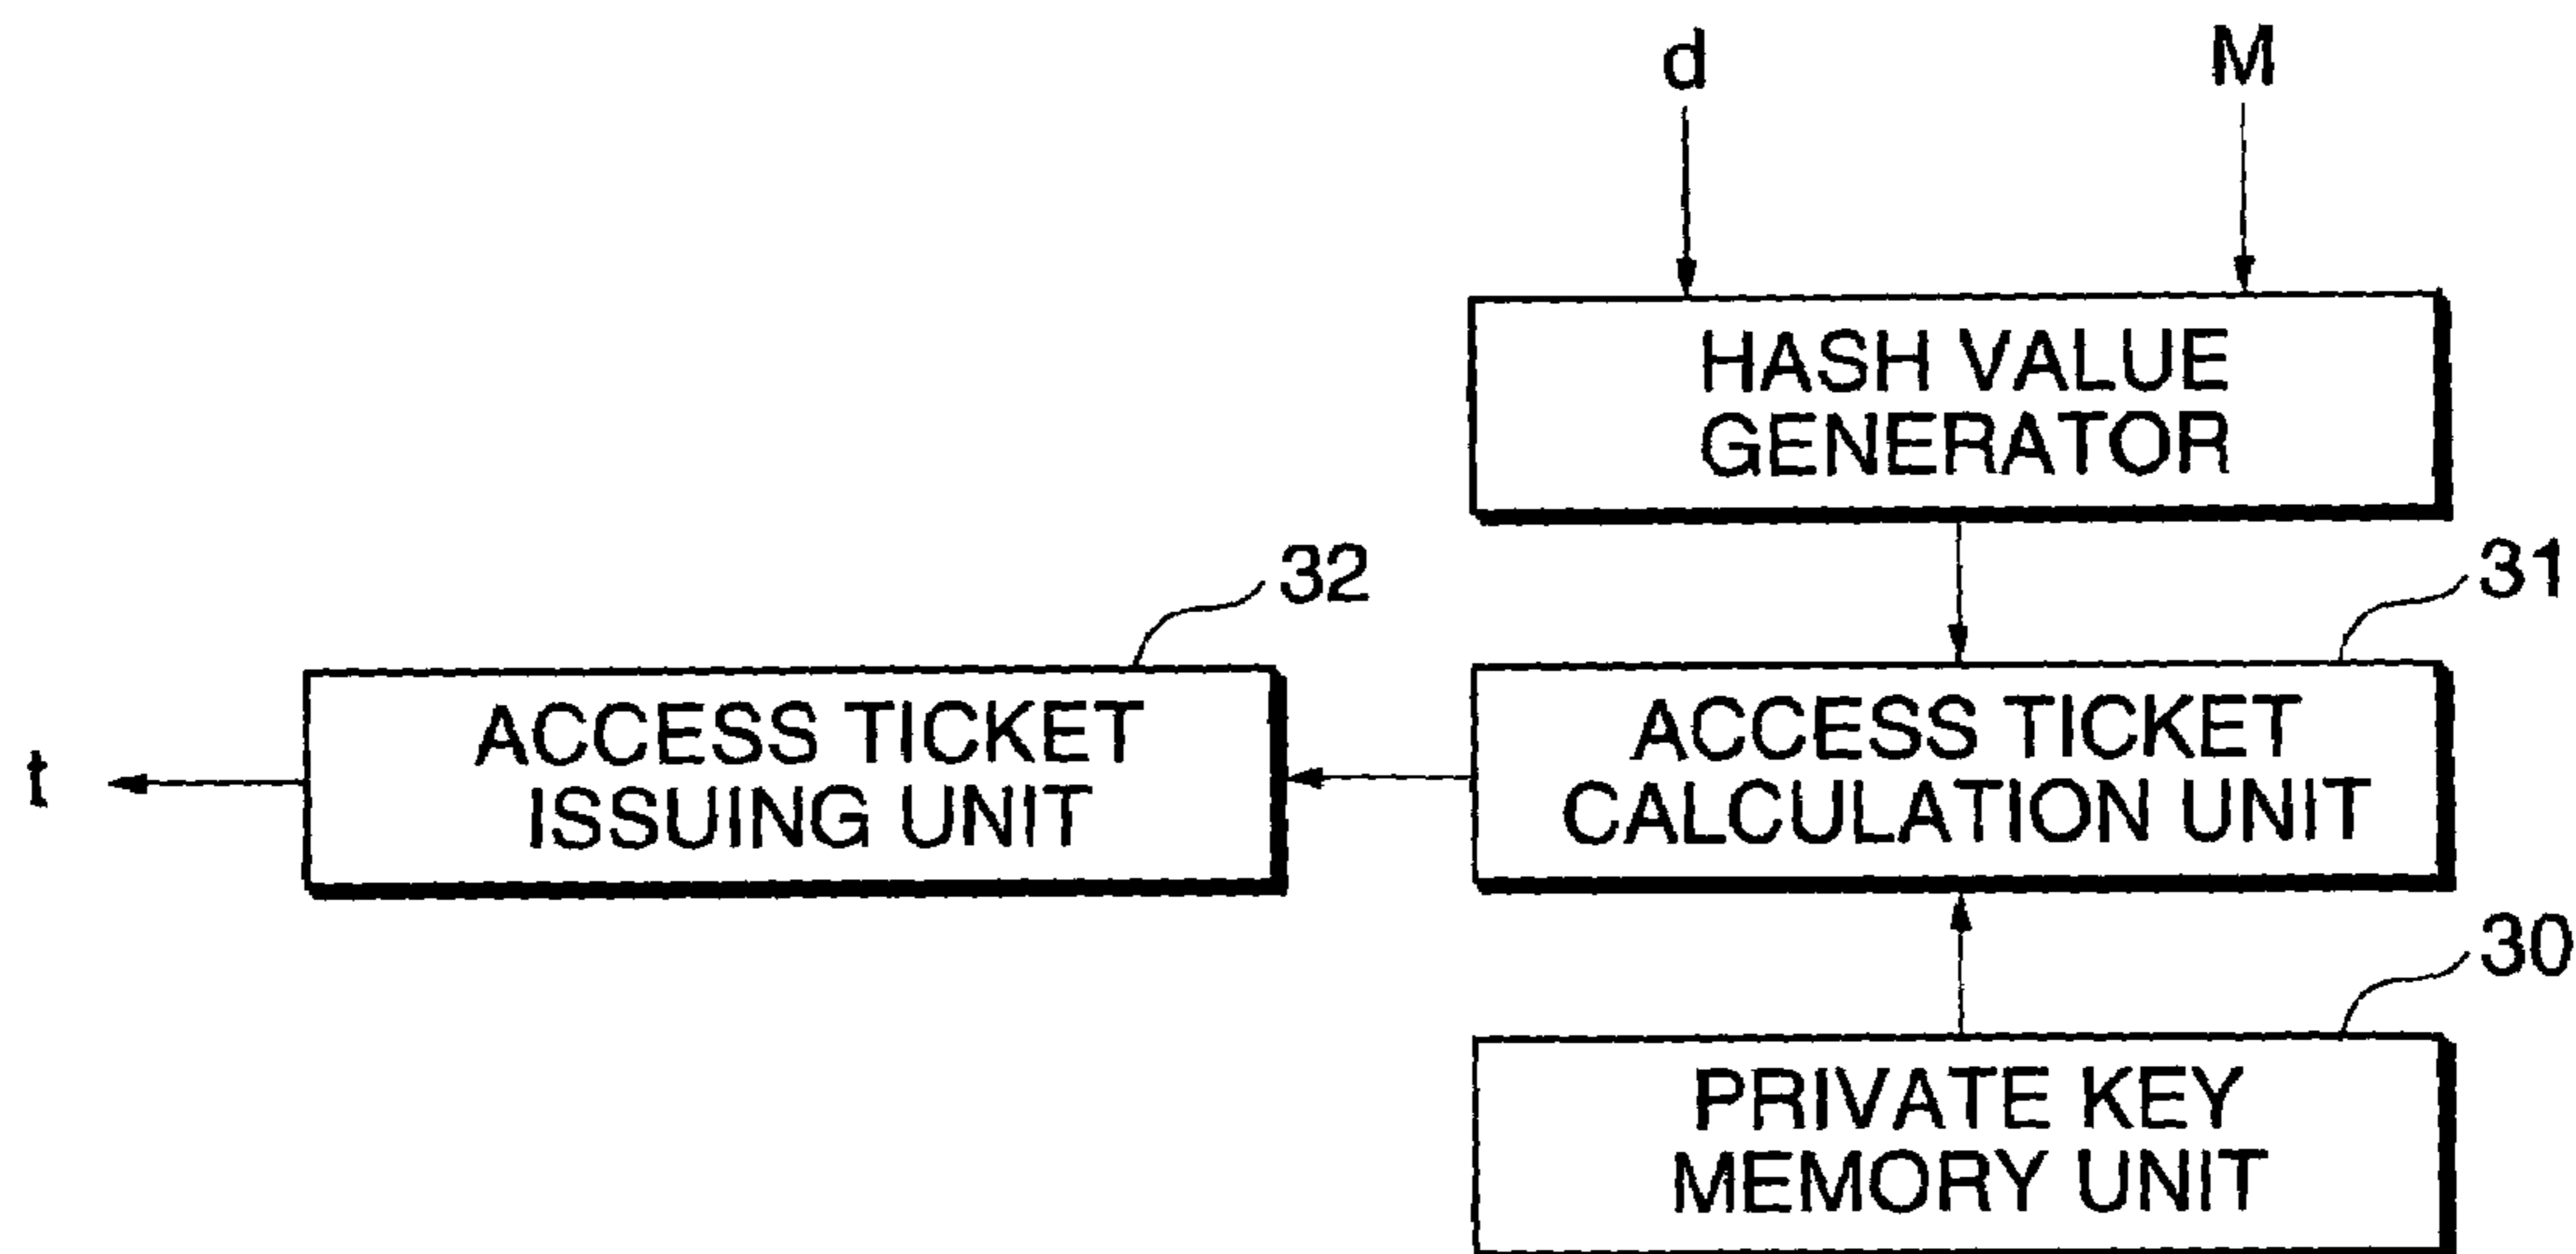 d
M
HASH VALUE
GENERATOR
32
31
ACCESS TICKET
ISSUING UNIT
ACCESS TICKET
CALCULATION UNIT
t
30
PRIVATE KEY
MEMORY UNIT